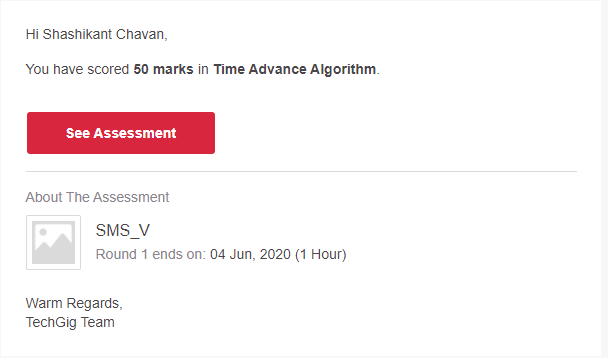 Hi Shashikant Chavan,
You have scored 50 marks in Time Advance Algorithm.
See Assessment
About The Assessment
SMS_V
Round 1 ends on: 04 Jun, 2020 (1 Hour)
Warm Regards,
TechGig Team